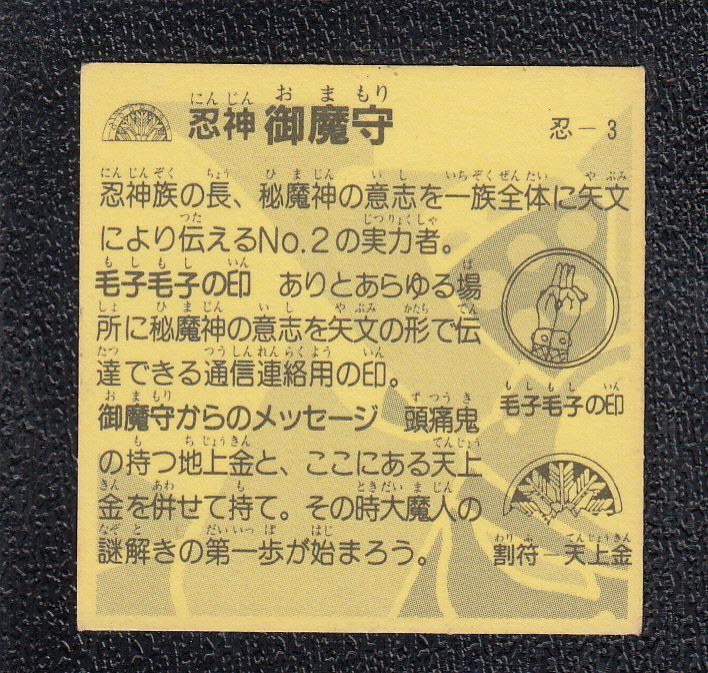 にんじん おまもり
忍神 御魔守 忍－3
にんじんぞく ちょう ひまじん いし いちぞくぜんたい やぶみ
忍神族の長、秘魔神の意志を一族全体に矢文
つた じつりょくしゃ
により伝えるNo.2の実力者。
もしもし いん ば
毛子毛子の印 ありとあらゆる場
しょ ひまじん いし やぶみ かたち でん
所に秘魔神の意志を矢文の形で伝
たつ つうしんれんらくよう いん
達できる通信連絡用の印。
おまもり ずつうき
御魔守からのメッセージ 頭痛鬼
も ちじょうきん てんじょう
の持つ地上金と、ここにある天上
きん あわ も ときだいまじん
金を併せて持て。その時大魔人の
なぞと だいいっぽ はじ
謎解きの第一歩が始まろう。
もしもし いん
毛子毛子の印
わりふ てんじょうきん
割符－天上金